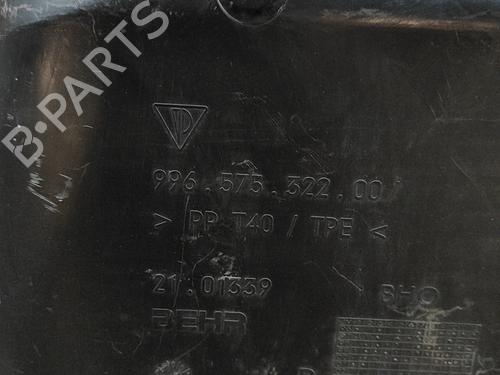 B-PARTS
996.575.322.00
> PP T40 / TPE <
21.01339
BHO
BEHR